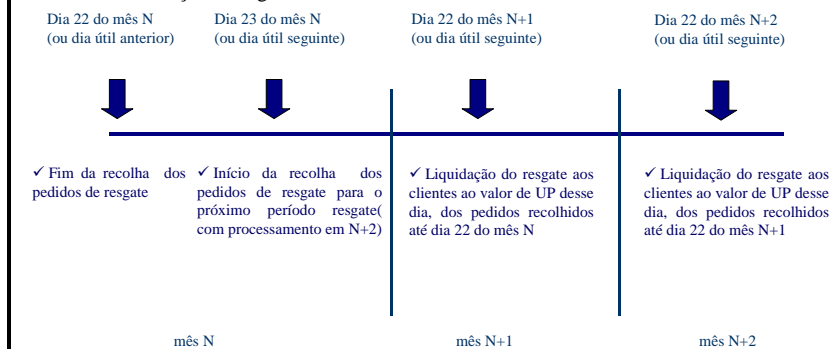 Dia 22 do mês N
(ou dia útil anterior)
Dia 23 do mês N
(ou dia útil seguinte)
Dia 22 do mês N+1
(ou dia útil seguinte)
Dia 22 do mês N+2
(ou dia útil seguinte)
✓ Fim da recolha dos
pedidos de resgate
✓ Início da recolha dos
pedidos de resgate para o
próximo período resgate(
com processamento em N+2)
✓ Liquidação do resgate aos
clientes ao valor de UP desse
dia, dos pedidos recolhidos
até dia 22 do mês N
✓ Liquidação do resgate aos
clientes ao valor de UP desse
dia, dos pedidos recolhidos
até dia 22 do mês N+1
mês N
mês N+1
mês N+2